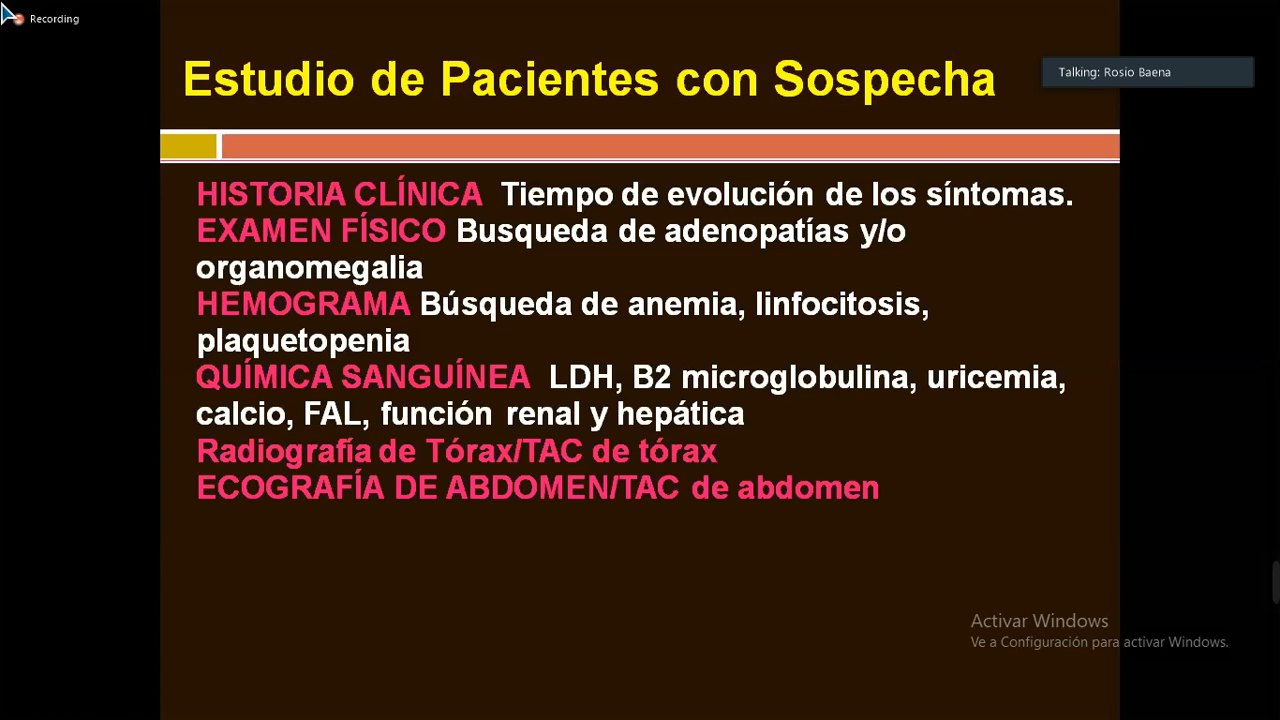 Recording
Estudio de Pacientes con Sospecha
Talking: Rosio Baena
HISTORIA CLÍNICA Tiempo de evolución de los síntomas.
EXAMEN FÍSICO Busqueda de adenopatías y/o
organomegalia
HEMOGRAMA Búsqueda de anemia, linfocitosis,
plaquetopenia
QUÍMICA SANGUÍNEA LDH, B2 microglobulina, uricemia,
calcio, FAL, función renal y hepática
Radiografía de Tórax/TAC de tórax
ECOGRAFÍA DE ABDOMEN/TAC de abdomen
Activar Windows
Ve a Configuración para activar Windows.